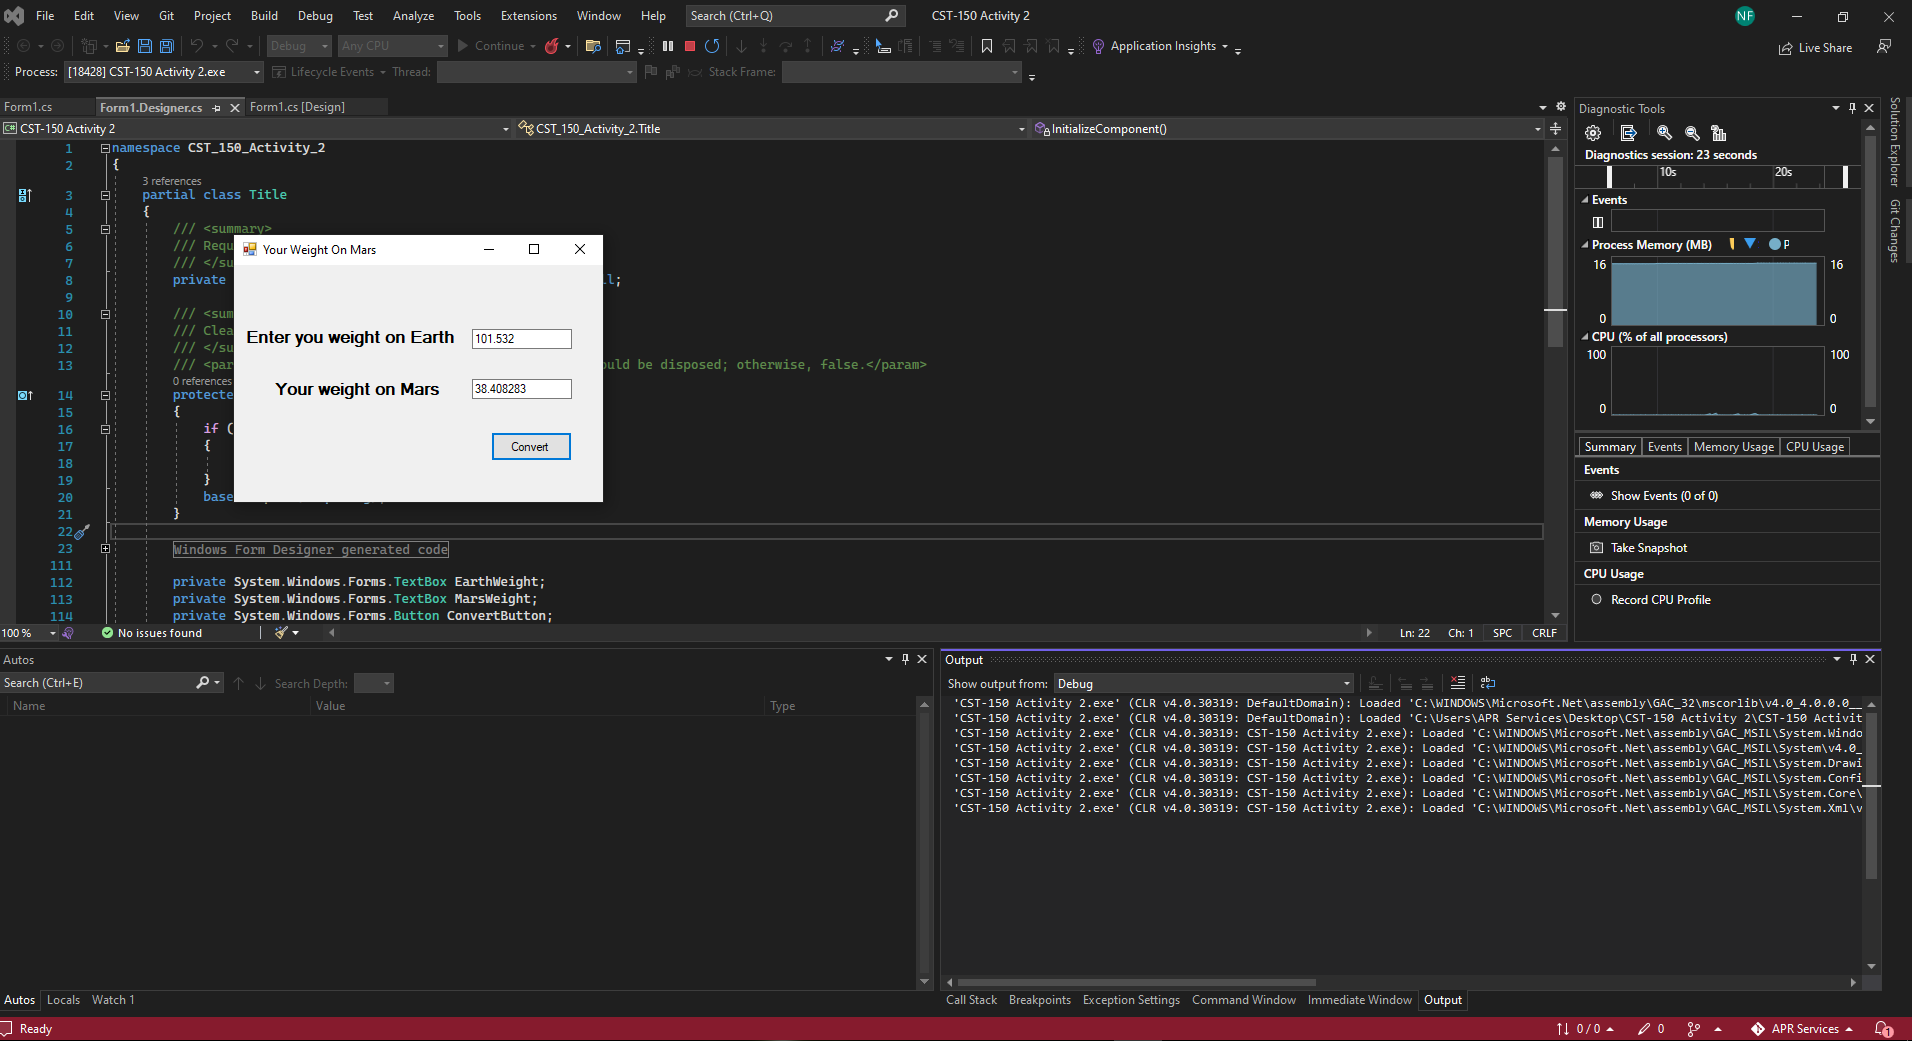 File Edit View Git Project Build Debug Test Analyze Tools Extensions Window Help Search (Ctrl+Q) CST-150 Activity 2 NF
Debug Any CPU Continue Application Insights Live Share
Process: [18428] CST-150 Activity 2.exe Lifecycle Events Thread: Stack Frame:
Form1.cs Form1.Designer.cs Form1.cs [Design]
CST-150 Activity 2 CST_150_Activity_2.Title InitializeComponent()
1 namespace CST_150_Activity_2
2 {
3 references
3 partial class Title
4 {
5 /// <summary>
6 /// Requ
7 /// </su
8 private l;
9
10 /// <sum
11 /// Clea
12 /// </su
13 /// <pa ould be disposed; otherwise, false.</param>
0 references
14 protecte
15 {
16 if (
17 {
18
19 }
20 base
21 }
22
23 Windows Form Designer generated code
111
112 private System.Windows.Forms.TextBox EarthWeight;
113 private System.Windows.Forms.TextBox MarsWeight;
114 private System.Windows.Forms.Button ConvertButton;
Your Weight On Mars
Enter you weight on Earth 101.532
Your weight on Mars 38.408283
Convert
100 % No issues found Ln: 22 Ch: 1 SPC CRLF
Diagnostic Tools
Diagnostics session: 23 seconds
10s 20s
Events
Process Memory (MB) P
16 16
0 0
CPU (% of all processors)
100 100
0 0
Summary Events Memory Usage CPU Usage
Events
Show Events (0 of 0)
Memory Usage
Take Snapshot
CPU Usage
Record CPU Profile
Solution Explorer
Git Changes
Autos
Search (Ctrl+E) Search Depth:
Name Value Type
Autos Locals Watch 1
Output
Show output from: Debug
'CST-150 Activity 2.exe' (CLR v4.0.30319: DefaultDomain): Loaded 'C:\WINDOWS\Microsoft.Net\assembly\GAC_32\mscorlib\v4.0_4.0.0.0__
'CST-150 Activity 2.exe' (CLR v4.0.30319: DefaultDomain): Loaded 'C:\Users\APR Services\Desktop\CST-150 Activity 2\CST-150 Activit
'CST-150 Activity 2.exe' (CLR v4.0.30319: CST-150 Activity 2.exe): Loaded 'C:\WINDOWS\Microsoft.Net\assembly\GAC_MSIL\System.Windo
'CST-150 Activity 2.exe' (CLR v4.0.30319: CST-150 Activity 2.exe): Loaded 'C:\WINDOWS\Microsoft.Net\assembly\GAC_MSIL\System\v4.0_
'CST-150 Activity 2.exe' (CLR v4.0.30319: CST-150 Activity 2.exe): Loaded 'C:\WINDOWS\Microsoft.Net\assembly\GAC_MSIL\System.Drawi
'CST-150 Activity 2.exe' (CLR v4.0.30319: CST-150 Activity 2.exe): Loaded 'C:\WINDOWS\Microsoft.Net\assembly\GAC_MSIL\System.Confi
'CST-150 Activity 2.exe' (CLR v4.0.30319: CST-150 Activity 2.exe): Loaded 'C:\WINDOWS\Microsoft.Net\assembly\GAC_MSIL\System.Core\
'CST-150 Activity 2.exe' (CLR v4.0.30319: CST-150 Activity 2.exe): Loaded 'C:\WINDOWS\Microsoft.Net\assembly\GAC_MSIL\System.Xml\v
Call Stack Breakpoints Exception Settings Command Window Immediate Window Output
Ready 0 / 0 0 APR Services 1